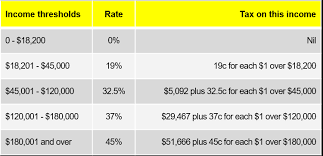 Income thresholds Rate Tax on this income
0 - $18,200 0% Nil
$18,201 - $45,000 19% 19c for each $1 over $18,200
$45,001 - $120,000 32.5% $5,092 plus 32.5c for each $1 over $45,000
$120,001 - $180,000 37% $29,467 plus 37c for each $1 over $120,000
$180,001 and over 45% $51,666 plus 45c for each $1 over $180,000